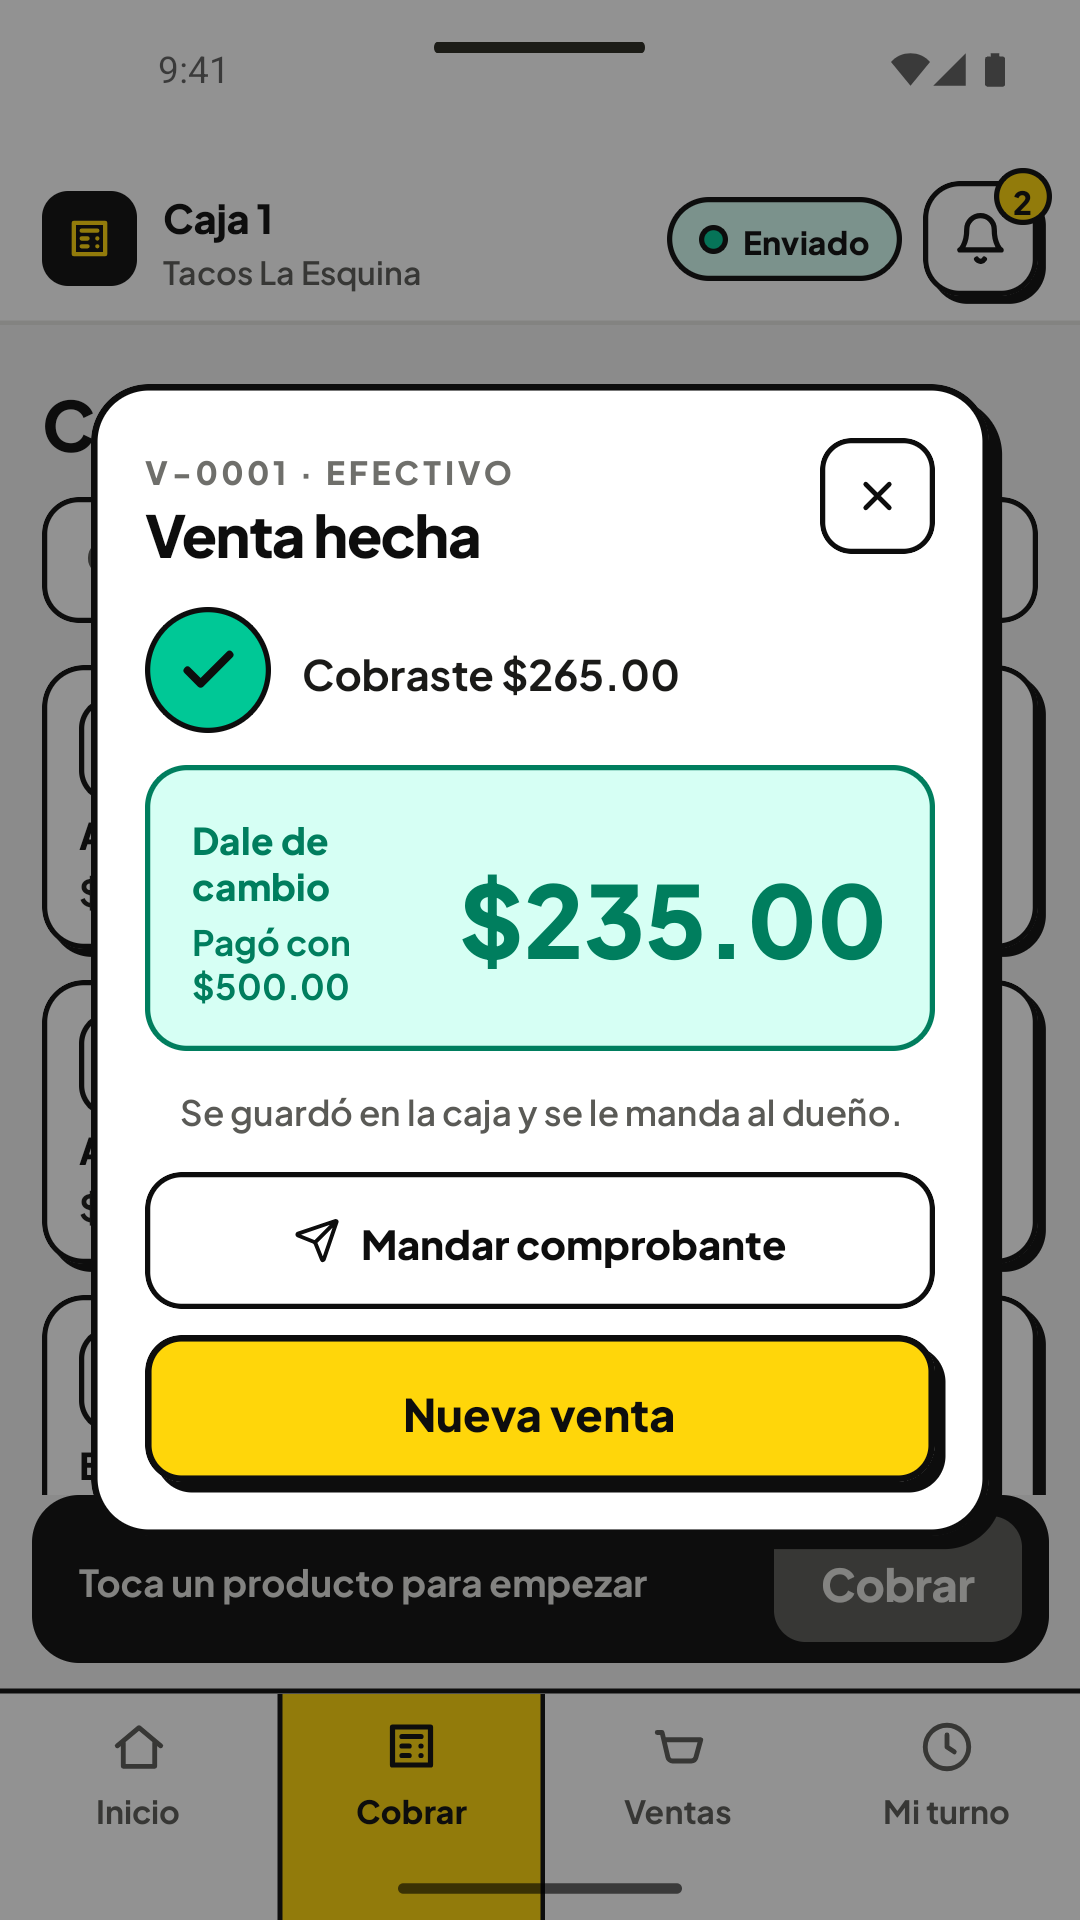 9:41
Caja 1
Tacos La Esquina
Enviado
2
V-0001 · EFECTIVO
Venta hecha
Cobraste $265.00
Dale de
cambio
Pagó con
$500.00
$235.00
Se guardó en la caja y se le manda al dueño.
Mandar comprobante
Nueva venta
Toca un producto para empezar
Cobrar
Inicio
Cobrar
Ventas
Mi turno